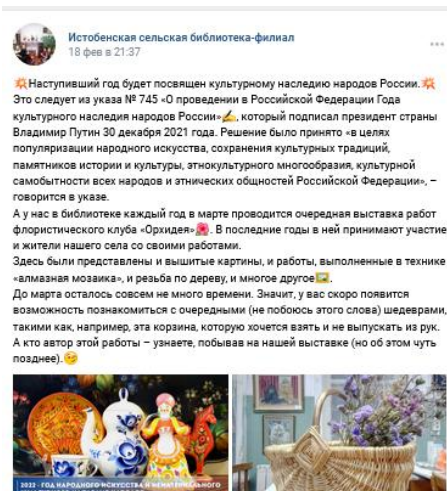 Истобенская сельская библиотека-филиал
18 фев в 21:37
💥Наступивший год будет посвящен культурному наследию народов России.💥
Это следует из указа № 745 «О проведении в Российской Федерации Года
культурного наследия народов России»✍, который подписал президент страны
Владимир Путин 30 декабря 2021 года. Решение было принято «в целях
популяризации народного искусства, сохранения культурных традиций,
памятников истории и культуры, этнокультурного многообразия, культурной
самобытности всех народов и этнических общностей Российской Федерации», –
говорится в указе.
А у нас в библиотеке каждый год в марте проводится очередная выставка работ
флористического клуба «Орхидея»🌺. В последние годы в ней принимают участие
и жители нашего села со своими работами.
Здесь были представлены и вышитые картины, и работы, выполненные в технике
«алмазная мозаика», и резьба по дереву, и многое другое🖼.
До марта осталось совсем не много времени. Значит, у вас скоро появится
возможность познакомиться с очередными (не побоюсь этого слова) шедеврами,
такими как, например, эта корзина, которую хочется взять и не выпускать из рук.
А кто автор этой работы – узнаете, побывав на нашей выставке (но об этом чуть
позднее).😏
2022 - ГОД НАРОДНОГО ИСКУССТВА И НЕМАТЕРИАЛЬНОГО